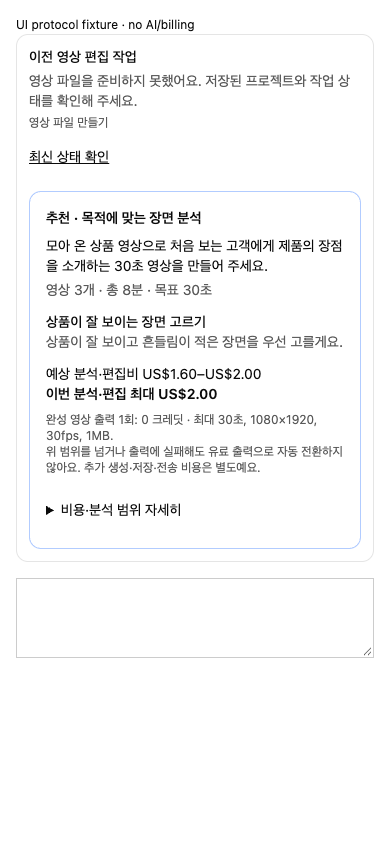 UI protocol fixture · no AI/billing
이전 영상 편집 작업
영상 파일을 준비하지 못했어요. 저장된 프로젝트와 작업 상
태를 확인해 주세요.
영상 파일 만들기
최신 상태 확인
추천 · 목적에 맞는 장면 분석
모아 온 상품 영상으로 처음 보는 고객에게 제품의 장점
을 소개하는 30초 영상을 만들어 주세요.
영상 3개 · 총 8분 · 목표 30초
상품이 잘 보이는 장면 고르기
상품이 잘 보이고 흔들림이 적은 장면을 우선 고를게요.
예상 분석·편집비 US$1.60–US$2.00
이번 분석·편집 최대 US$2.00
완성 영상 출력 1회: 0 크레딧 · 최대 30초, 1080×1920,
30fps, 1MB.
위 범위를 넘거나 출력에 실패해도 유료 출력으로 자동 전환하지
않아요. 추가 생성·저장·전송 비용은 별도예요.
▶ 비용·분석 범위 자세히